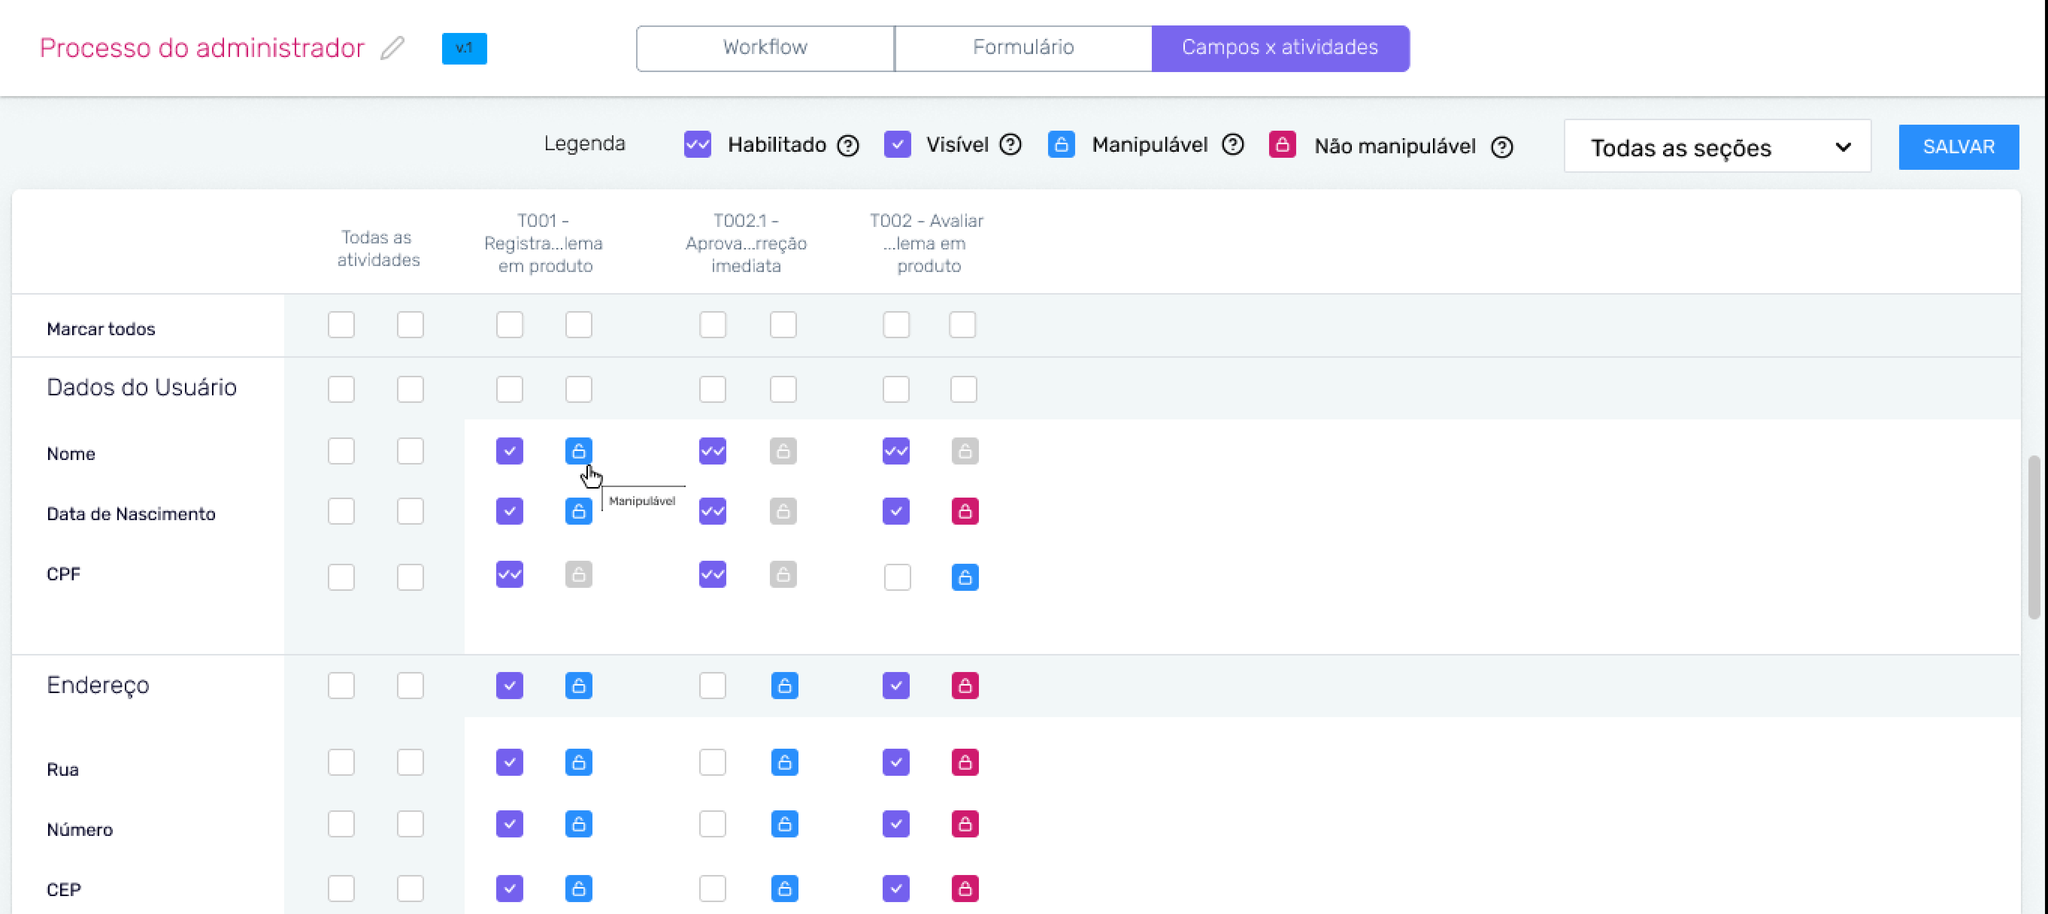 Processo do administrador
v.1
Workflow
Formulário
Campos x atividades
Legenda
Habilitado
Visível
Manipulável
Não manipulável
Todas as seções
SALVAR
Todas as
atividades
T001 -
Registra...lema
em produto
T002.1 -
Aprova...rreção
imediata
T002 - Avaliar
...lema em
produto
Marcar todos
Dados do Usuário
Nome
Manipulável
Data de Nascimento
CPF
Endereço
Rua
Número
CEP